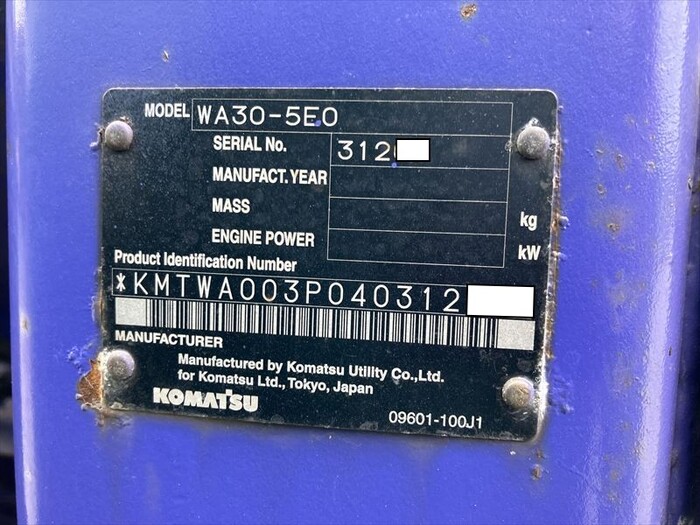 MODEL WA30-5E0
SERIAL No. 312
MANUFACT. YEAR
MASS kg
ENGINE POWER kW
Product Identification Number
*KMTWA003P040312
MANUFACTURER
Manufactured by Komatsu Utility Co.,Ltd.
for Komatsu Ltd., Tokyo, Japan
KOMATSU
09601-100J1